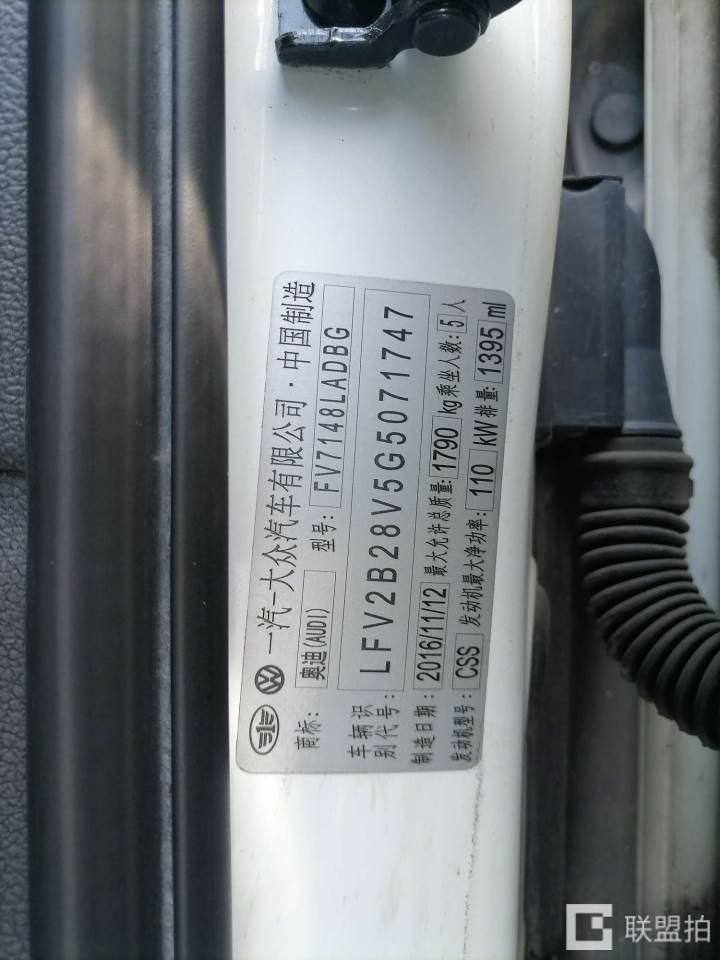 一汽-大众汽车有限公司·中国制造
商标: 奥迪(AUDI) 型号: FV7148LADBG
车辆识别代号: LFV2B28V5G5071747
制造日期: 2016/11/12 最大允许总质量: 1790 kg 乘坐人数: 5 人
发动机型号: CSS 发动机最大净功率: 110 kW 排量: 1395 ml
联盟拍